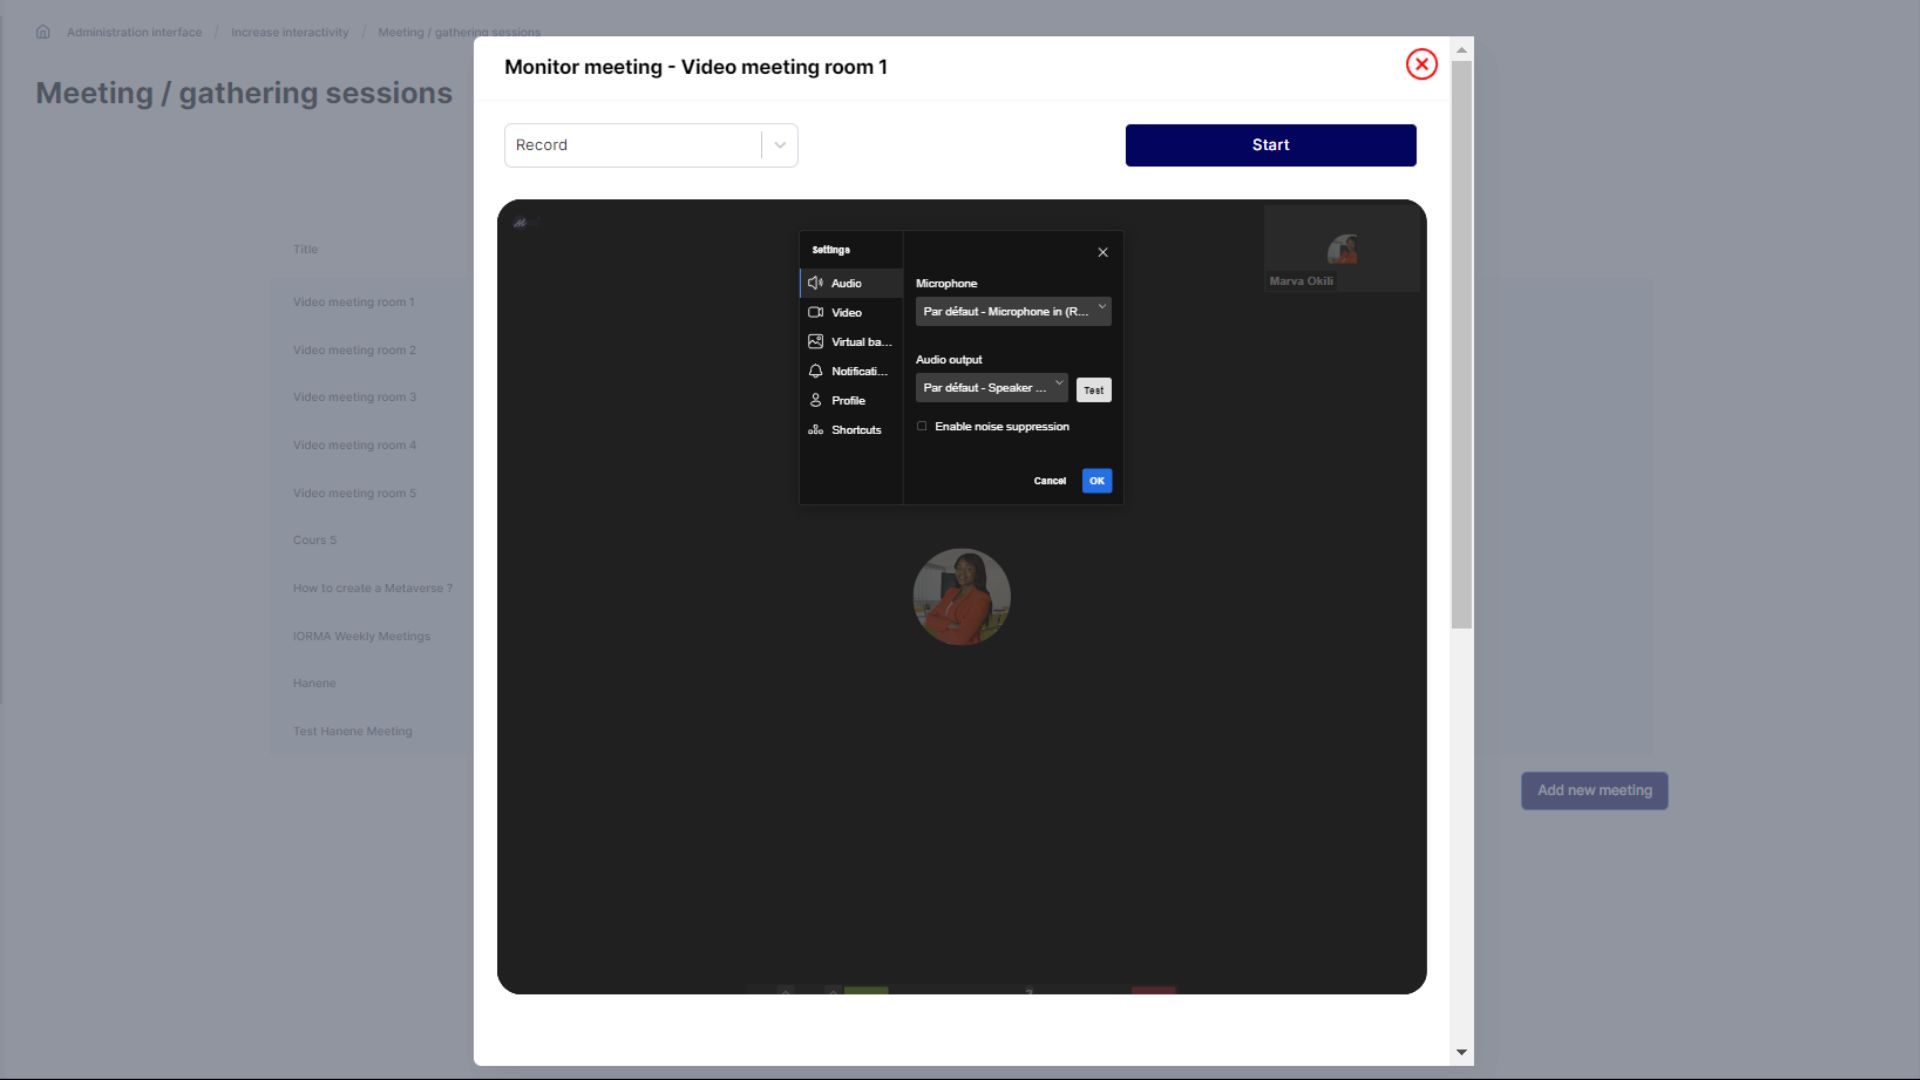 Administration interface / Increase interactivity / Meeting / gathering sessions
Meeting / gathering sessions
Monitor meeting - Video meeting room 1
Record
Start
Title
Video meeting room 1
Video meeting room 2
Video meeting room 3
Video meeting room 4
Video meeting room 5
Cours 5
How to create a Metaverse ?
IORMA Weekly Meetings
Hanene
Test Hanene Meeting
Settings
Audio
Video
Virtual ba...
Notificati...
Profile
Shortcuts
Microphone
Par défaut - Microphone in (R...
Audio output
Par défaut - Speaker ...
Test
Enable noise suppression
Cancel
OK
Marva Okili
Add new meeting